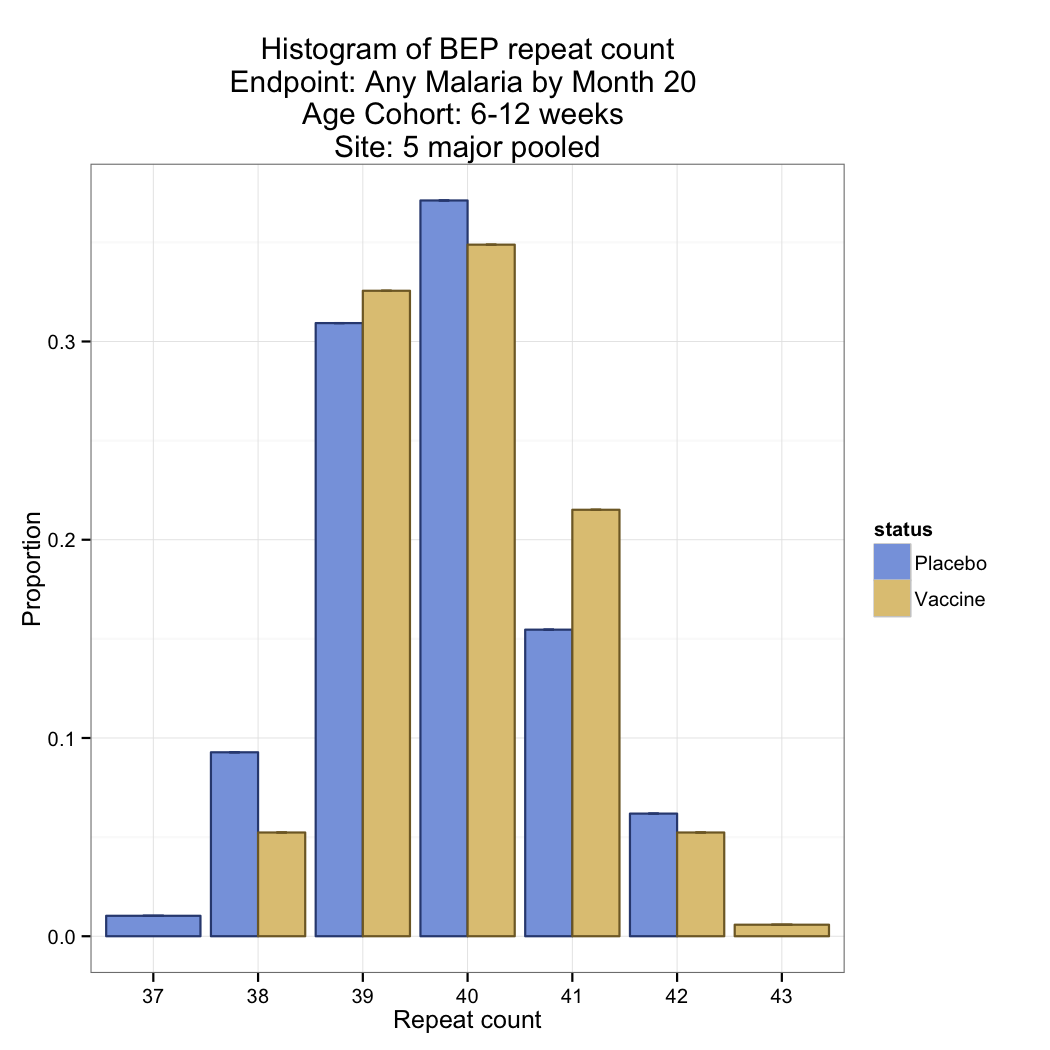 Histogram of BEP repeat count
Endpoint: Any Malaria by Month 20
Age Cohort: 6-12 weeks
Site: 5 major pooled
Proportion
0.3
0.2
0.1
0.0
37 38 39 40 41 42 43
Repeat count
status
Placebo
Vaccine